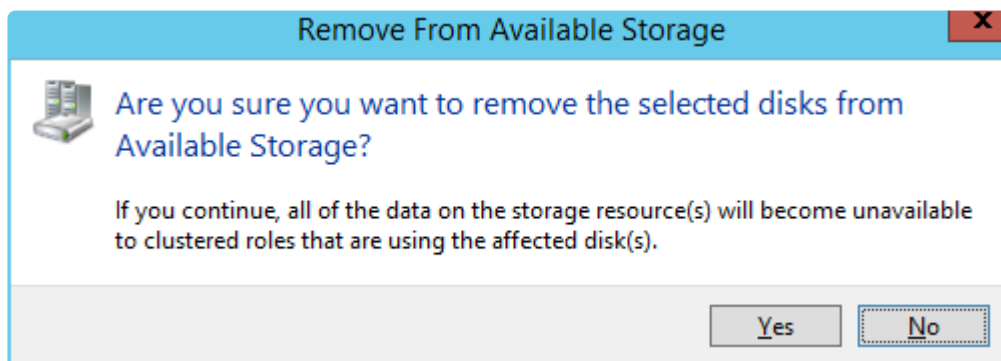 Remove From Available Storage
x
Are you sure you want to remove the selected disks from
Available Storage?
If you continue, all of the data on the storage resource(s) will become unavailable
to clustered roles that are using the affected disk(s).
Yes No